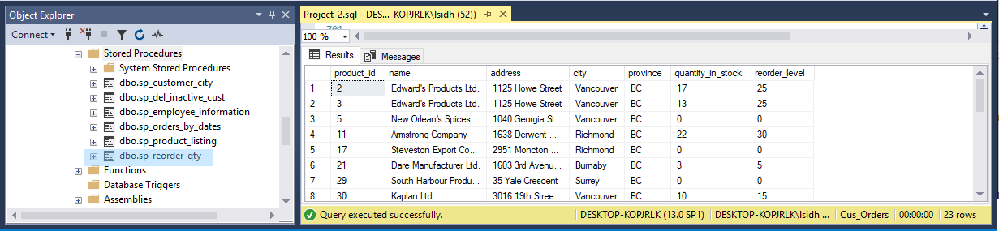 Object Explorer
Connect
Stored Procedures
System Stored Procedures
dbo.sp_customer_city
dbo.sp_del_inactive_cust
dbo.sp_employee_information
dbo.sp_orders_by_dates
dbo.sp_product_listing
dbo.sp_reorder_qty
Functions
Database Triggers
Assemblies
Project-2.sql - DES...-KOPJRLK\lsidh (52))
100 %
Results Messages
product_id name address city province quantity_in_stock reorder_level
1 2 Edward's Products Ltd. 1125 Howe Street Vancouver BC 17 25
2 3 Edward's Products Ltd. 1125 Howe Street Vancouver BC 13 25
3 5 New Orlean's Spices ... 1040 Georgia St... Vancouver BC 0 0
4 11 Armstrong Company 1638 Derwent ... Richmond BC 22 30
5 17 Steveston Export Co... 2951 Moncton ... Richmond BC 0 0
6 21 Dare Manufacturer Ltd. 1603 3rd Avenu... Burnaby BC 3 5
7 29 South Harbour Produ... 35 Yale Crescent Surrey BC 0 0
8 30 Kaplan Ltd. 3016 19th Stree... Vancouver BC 10 15
Query executed successfully. DESKTOP-KOPJRLK (13.0 SP1) DESKTOP-KOPJRLK\lsidh ... Cus_Orders 00:00:00 23 rows